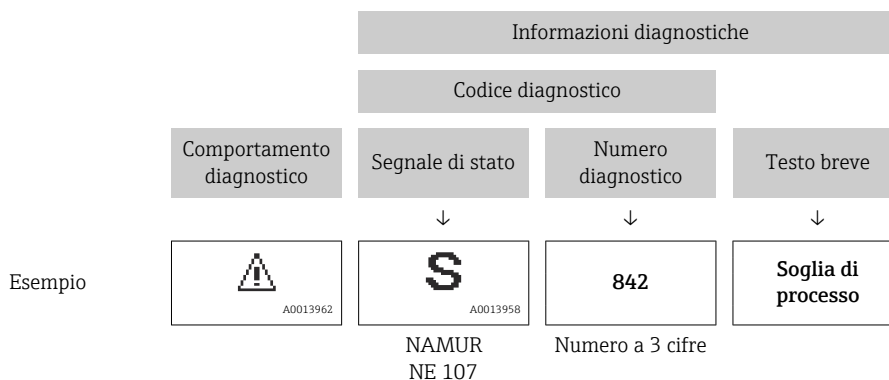 Informazioni diagnostiche
Codice diagnostico
Comportamento
diagnostico
Segnale di stato
Numero
diagnostico
Testo breve
↓ ↓ ↓
Esempio
A0013962
S
A0013958
842
Soglia di
processo
NAMUR
NE 107
Numero a 3 cifre